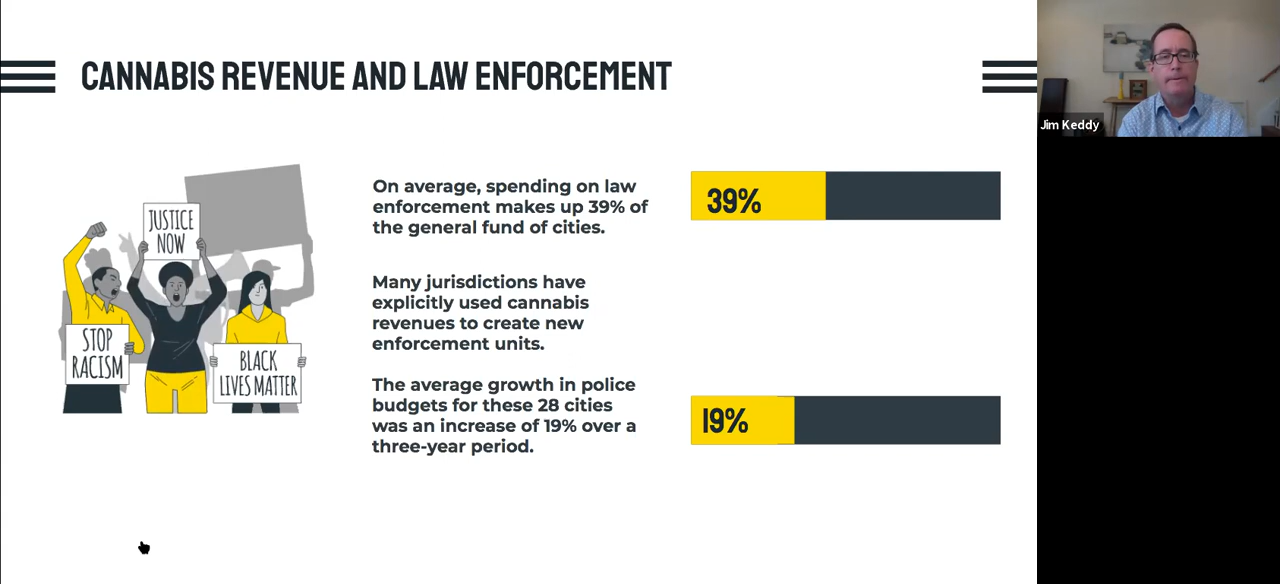 CANNABIS REVENUE AND LAW ENFORCEMENT
Jim Keddy
JUSTICE
NOW
STOP
RACISM
BLACK
LIVES MATTER
On average, spending on law
enforcement makes up 39% of
the general fund of cities.
39%
Many jurisdictions have
explicitly used cannabis
revenues to create new
enforcement units.
The average growth in police
budgets for these 28 cities
was an increase of 19% over a
three-year period.
19%